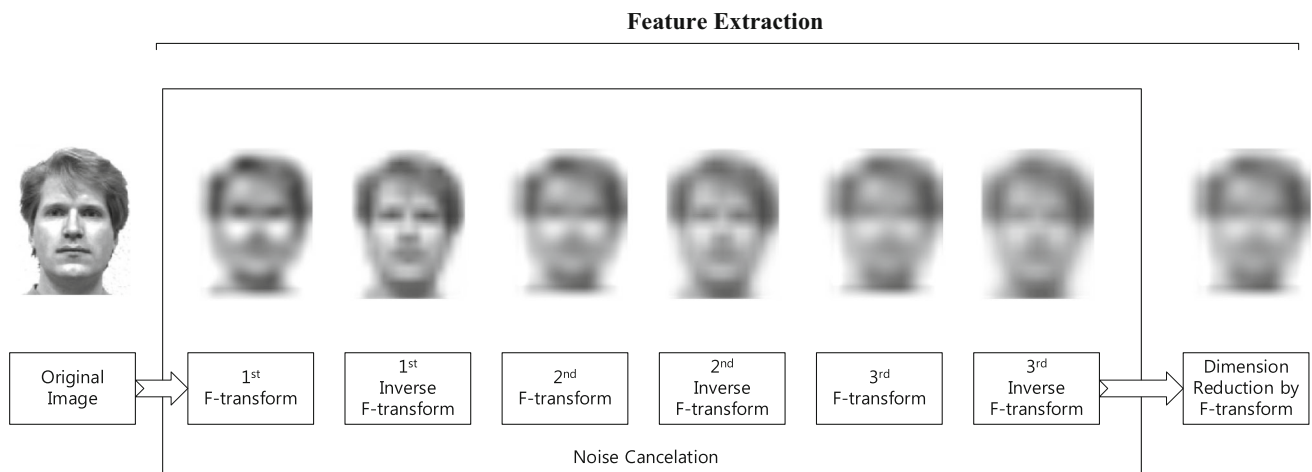 Feature Extraction
Original
Image
1st
F-transform
1st
Inverse
F-transform
2nd
F-transform
2nd
Inverse
F-transform
3rd
F-transform
3rd
Inverse
F-transform
Dimension
Reduction by
F-transform
Noise Cancelation